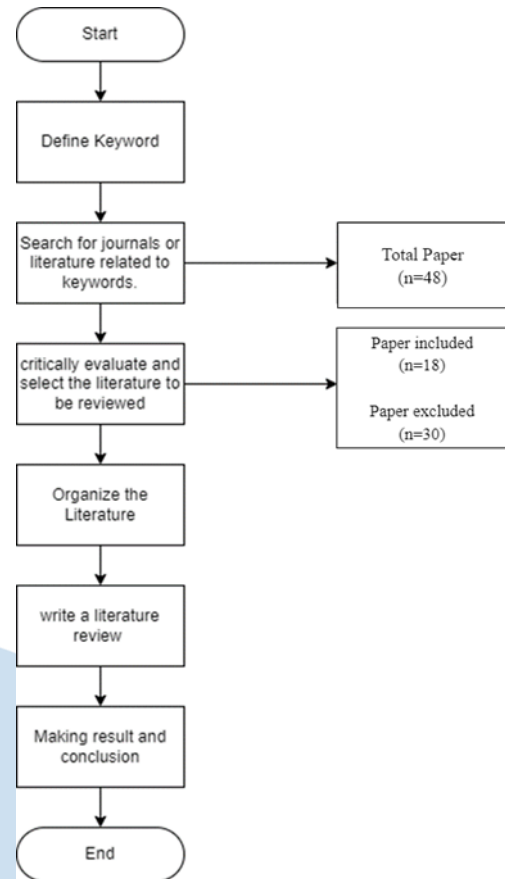 Start
Define Keyword
Search for journals or
literature related to
keywords.
Total Paper
(n=48)
critically evaluate and
select the literature to
be reviewed
Paper included
(n=18)
Paper excluded
(n=30)
Organize the
Literature
write a literature
review
Making result and
conclusion
End